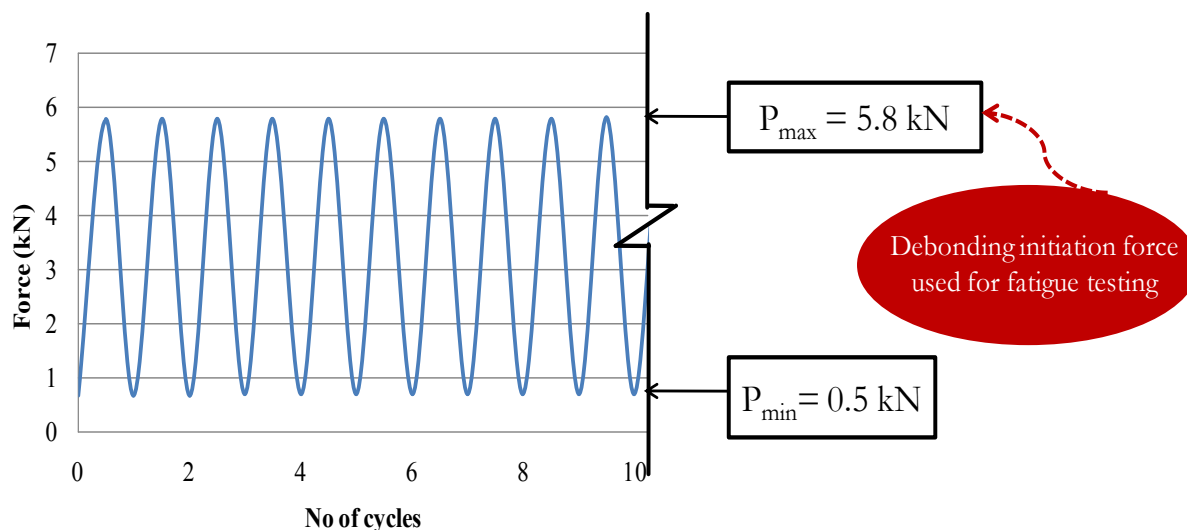 7
6
5
4
3
2
1
0
Force (kN)
0 2 4 6 8 10
No of cycles
Pmax = 5.8 kN
Pmin= 0.5 kN
Debonding initiation force
used for fatigue testing